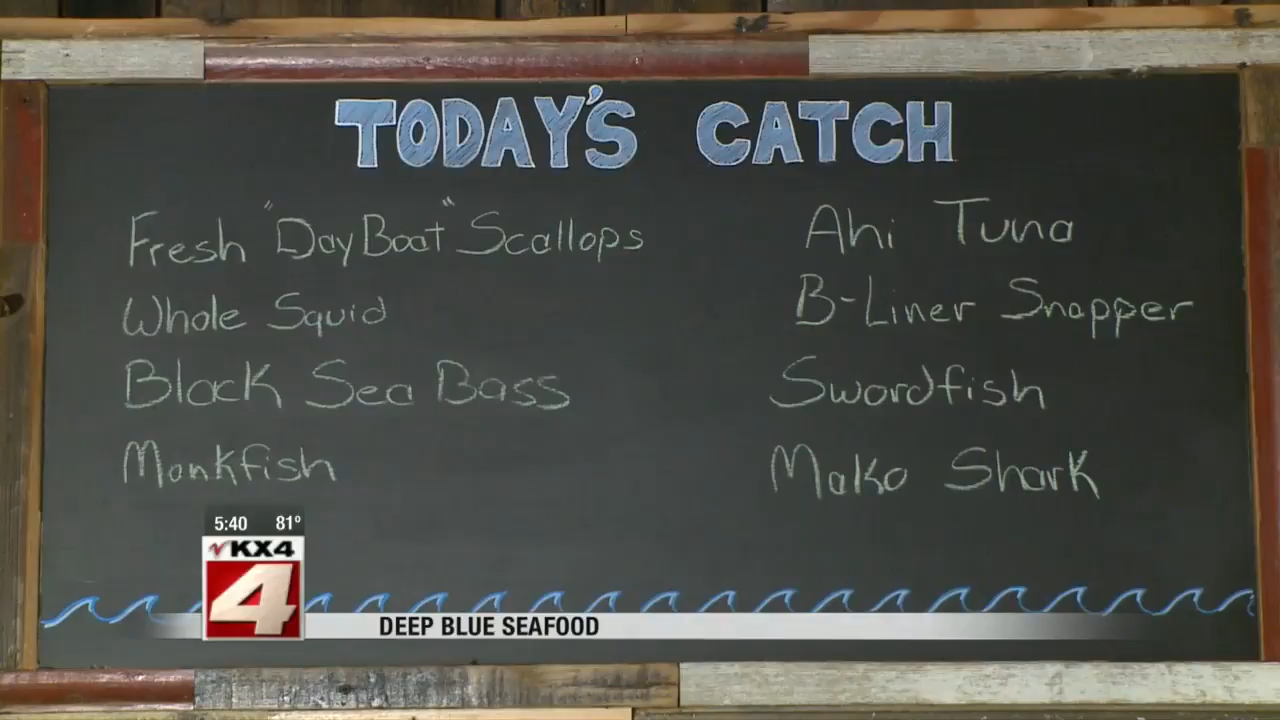 TODAY'S CATCH
Fresh "Day Boat" Scallops
Whole Squid
Black Sea Bass
Monkfish
Ahi Tuna
B-Liner Snapper
Swordfish
Mako Shark
5:40 81°
KX4
4
DEEP BLUE SEAFOOD